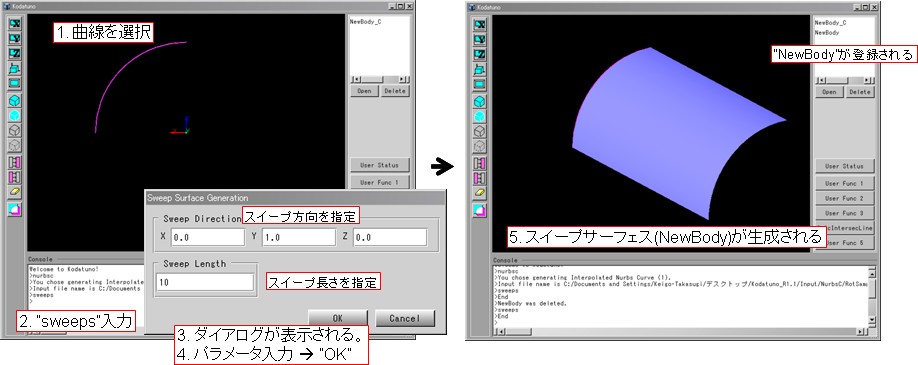 Kodatuno
1. 曲線を選択
NewBody_C
Open
Delete
User Status
User Func 1
Sweep Surface Generation
Sweep Direction
スイープ方向を指定
X 0.0 Y 1.0 Z 0.0
Sweep Length
10
スイープ長さを指定
OK
Cancel
Console
Welcome to Kodatuno!
>nurbsc
>You chose generating Interpolated Nurbs Curve (1).
>Input file name is C:/Documents
>sweeps
>
2. "sweeps"入力
3. ダイアログが表示される。
4. パラメータ入力 → "OK"
Kodatuno
NewBody_C
NewBody
"NewBody"が登録される
Open
Delete
User Status
User Func 1
User Func 2
User Func 3
cIntersecLine
User Func 5
5. スイープサーフェス(NewBody)が生成される
Console
>nurbsc
>You chose generating Interpolated Nurbs Curve (1).
>Input file name is C:/Documents and Settings/Keigo-Takasugi/デスクトップ/Kodatuno_R1.1/Input/NurbsC/RotSam
>sweeps
>End
>NewBody was deleted.
>sweeps
>End
>